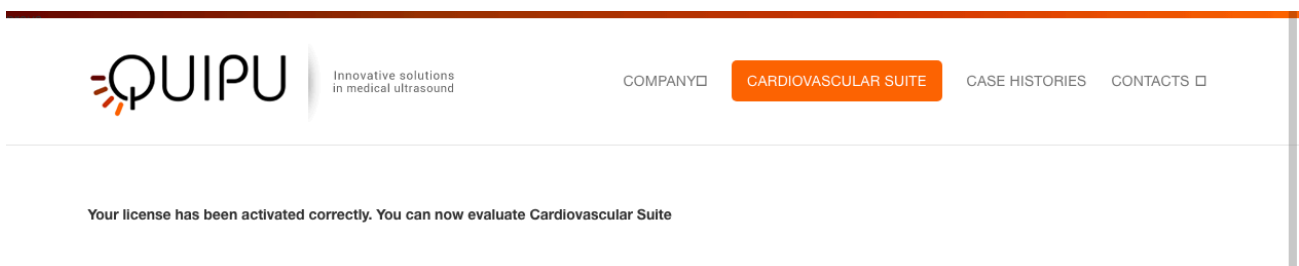 QUIPU
Innovative solutions
in medical ultrasound
COMPANY
CARDIOVASCULAR SUITE
CASE HISTORIES
CONTACTS
Your license has been activated correctly. You can now evaluate Cardiovascular Suite